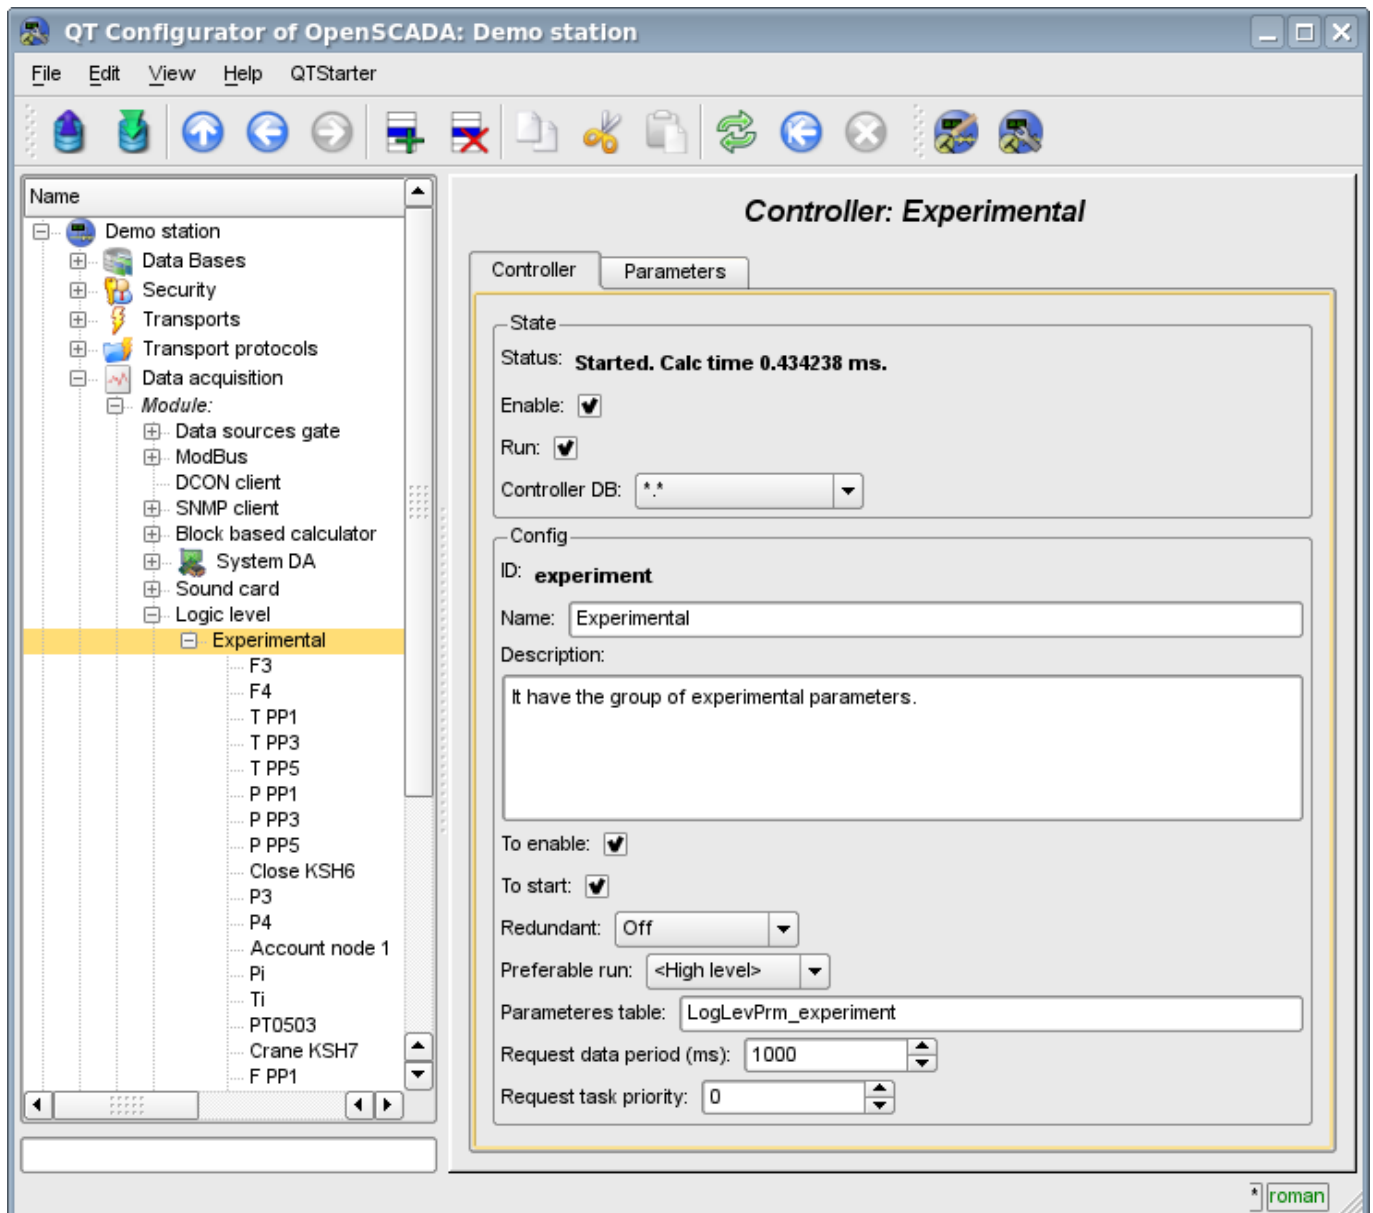 QT Configurator of OpenSCADA: Demo station
File Edit View Help QTStarter
Name
Demo station
Data Bases
Security
Transports
Transport protocols
Data acquisition
Module:
Data sources gate
ModBus
DCON client
SNMP client
Block based calculator
System DA
Sound card
Logic level
Experimental
F3
F4
T PP1
T PP3
T PP5
P PP1
P PP3
P PP5
Close KSH6
P3
P4
Account node 1
Pi
Ti
PT0503
Crane KSH7
F PP1
Controller: Experimental
Controller Parameters
State
Status: Started. Calc time 0.434238 ms.
Enable:
Run:
Controller DB: *.*
Config
ID: experiment
Name: Experimental
Description:
It have the group of experimental parameters.
To enable:
To start:
Redundant: Off
Preferable run: <High level>
Parameteres table: LogLevPrm_experiment
Request data period (ms): 1000
Request task priority: 0
* roman